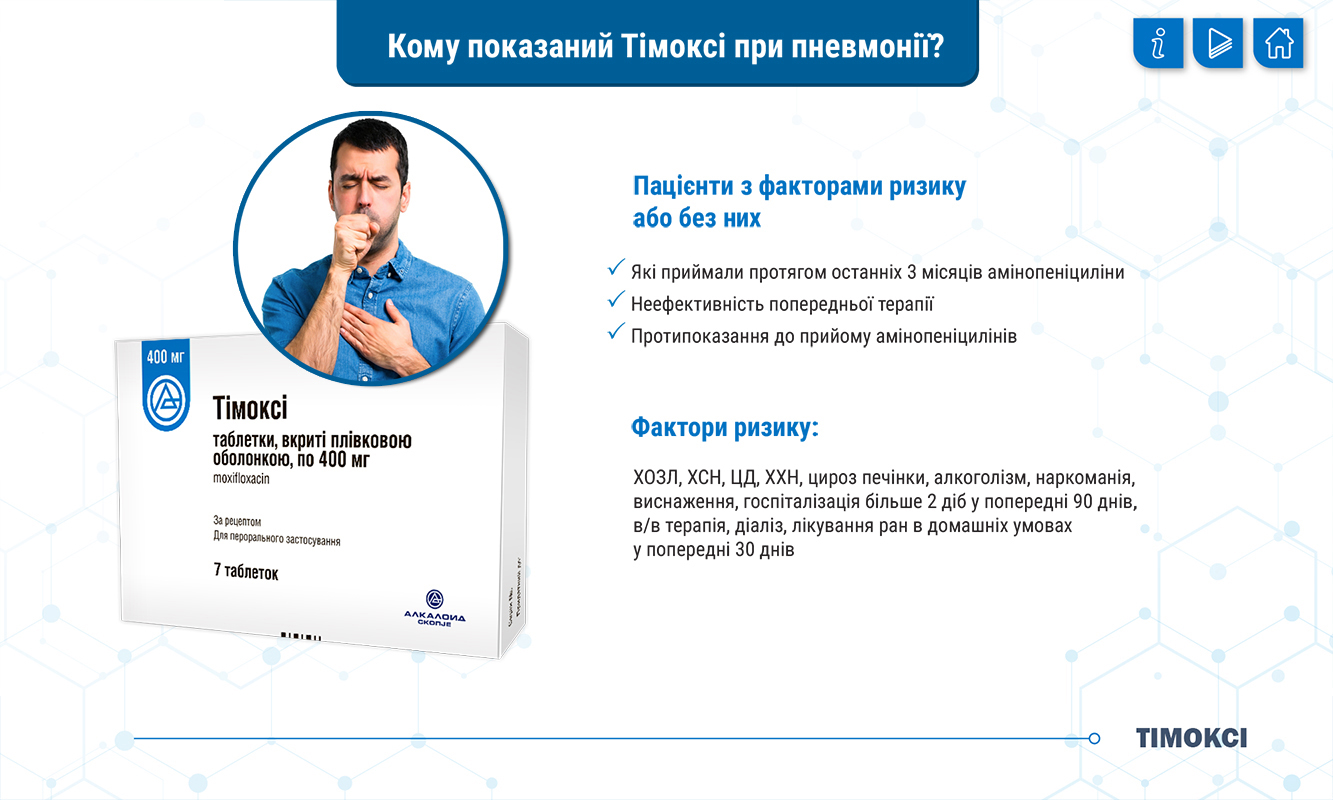 Кому показаний Тімоксі при пневмонії?
Пацієнти з факторами ризику
або без них
Які приймали протягом останніх 3 місяців амінопеніциліни
Неефективність попередньої терапії
Протипоказання до прийому амінопеніцилінів
Фактори ризику:
ХОЗЛ, ХСН, ЦД, ХХН, цироз печінки, алкоголізм, наркоманія,
виснаження, госпіталізація більше 2 діб у попередні 90 днів,
в/в терапія, діаліз, лікування ран в домашніх умовах
у попередні 30 днів
400 мг
Тімоксі
таблетки, вкриті плівковою
оболонкою, по 400 мг
moxifloxacin
За рецептом
Для перорального застосування
7 таблеток
АЛКАЛОИД
СКОПЈЕ
Серія №:
ТІМОКСІ